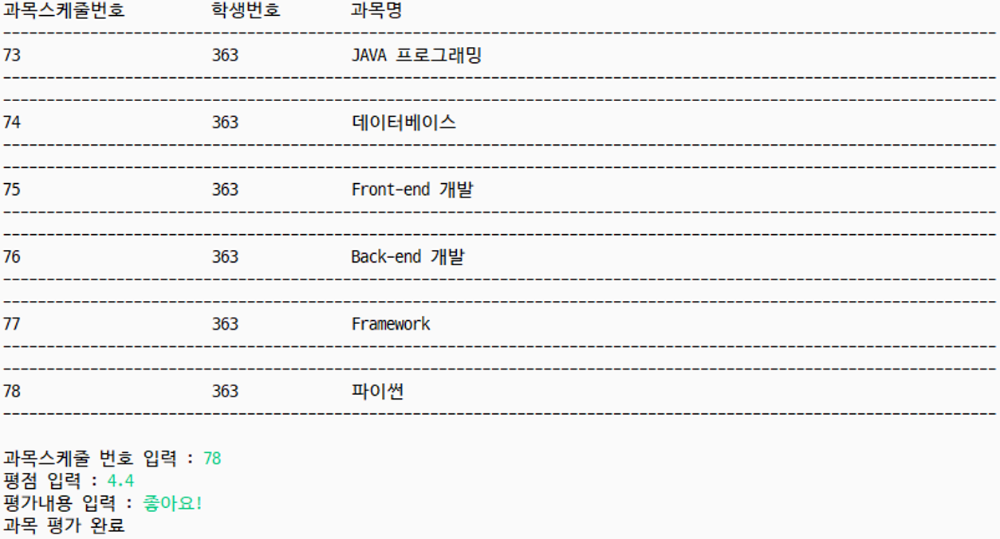 과목스케줄번호 학생번호 과목명
------------------------------------------------------------------------------------------------------------------
73 363 JAVA 프로그래밍
------------------------------------------------------------------------------------------------------------------
------------------------------------------------------------------------------------------------------------------
74 363 데이터베이스
------------------------------------------------------------------------------------------------------------------
------------------------------------------------------------------------------------------------------------------
75 363 Front-end 개발
------------------------------------------------------------------------------------------------------------------
------------------------------------------------------------------------------------------------------------------
76 363 Back-end 개발
------------------------------------------------------------------------------------------------------------------
------------------------------------------------------------------------------------------------------------------
77 363 Framework
------------------------------------------------------------------------------------------------------------------
------------------------------------------------------------------------------------------------------------------
78 363 파이썬
------------------------------------------------------------------------------------------------------------------
과목스케줄 번호 입력 : 78
평점 입력 : 4.4
평가내용 입력 : 좋아요!
과목 평가 완료